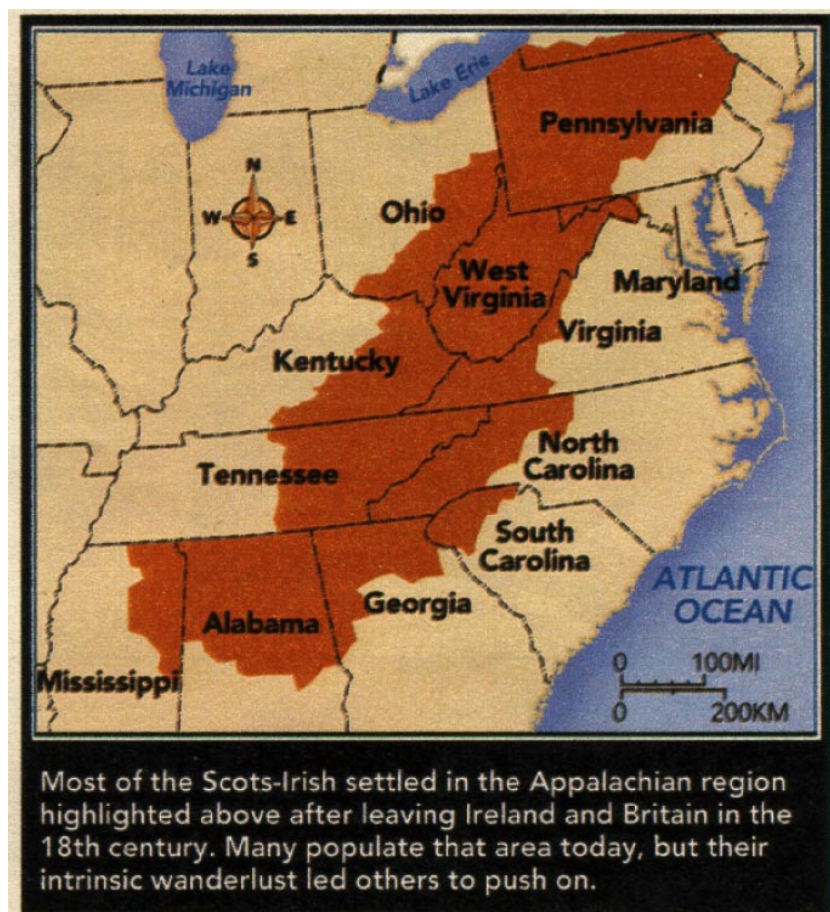 Lake
Michigan
Lake Erie
Pennsylvania
N
W
E
S
Ohio
West
Virginia
Maryland
Virginia
Kentucky
North
Carolina
Tennessee
South
Carolina
ATLANTIC
OCEAN
Georgia
Alabama
Mississippi
0 100MI
0 200KM
Most of the Scots-Irish settled in the Appalachian region
highlighted above after leaving Ireland and Britain in the
18th century. Many populate that area today, but their
intrinsic wanderlust led others to push on.